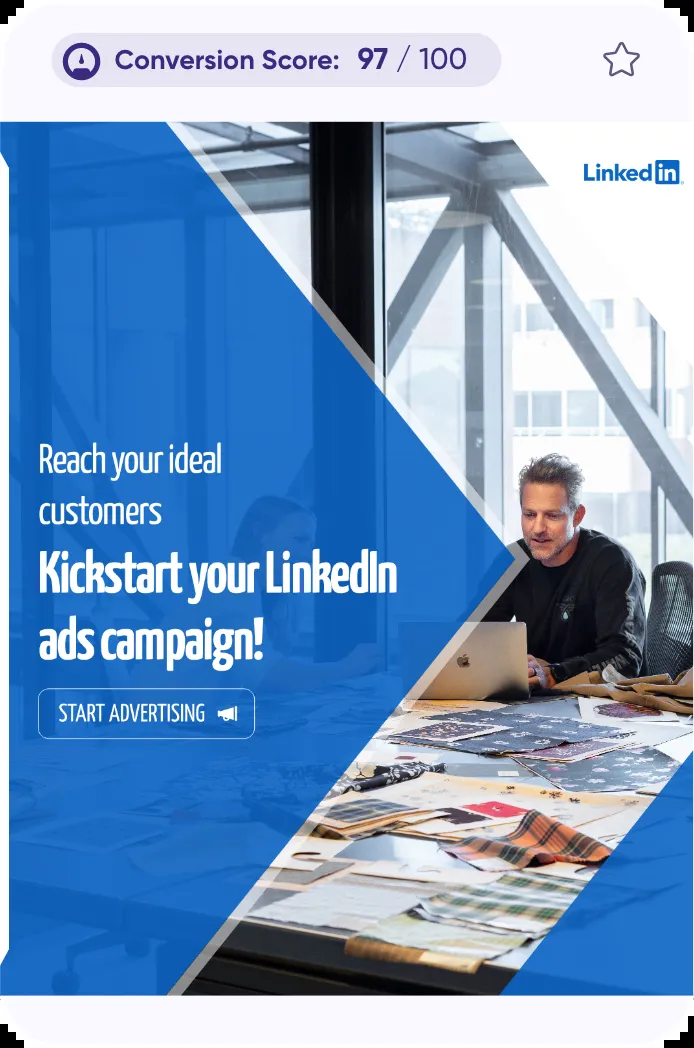 Conversion Score: 97 / 100
LinkedIn
Reach your ideal
customers
Kickstart your LinkedIn
ads campaign!
START ADVERTISING